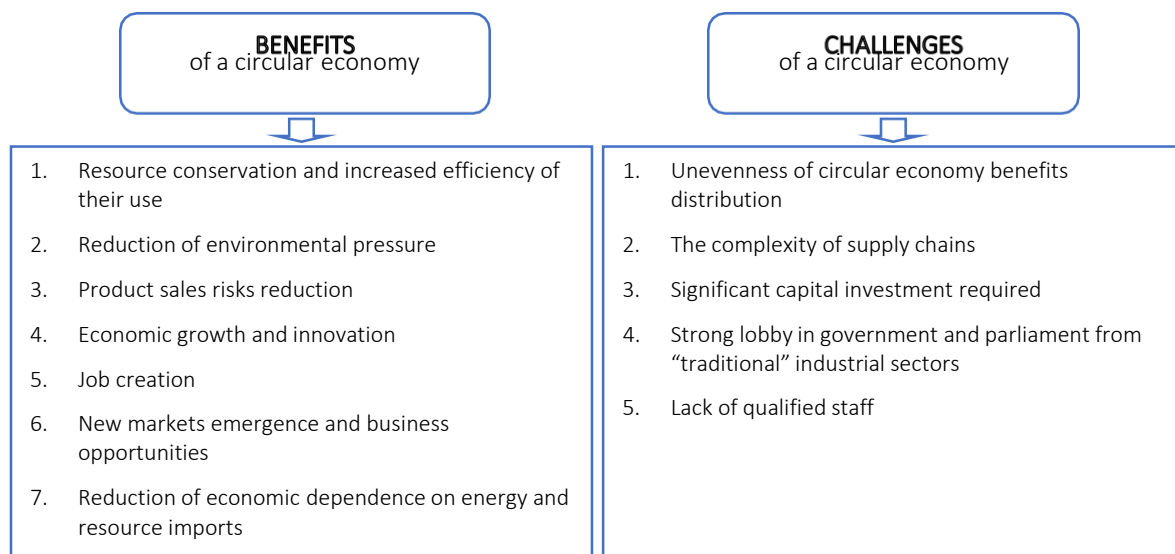 BENEFITS
of a circular economy
1. Resource conservation and increased efficiency of
their use
2. Reduction of environmental pressure
3. Product sales risks reduction
4. Economic growth and innovation
5. Job creation
6. New markets emergence and business
opportunities
7. Reduction of economic dependence on energy and
resource imports
CHALLENGES
of a circular economy
1. Unevenness of circular economy benefits
distribution
2. The complexity of supply chains
3. Significant capital investment required
4. Strong lobby in government and parliament from
“traditional” industrial sectors
5. Lack of qualified staff